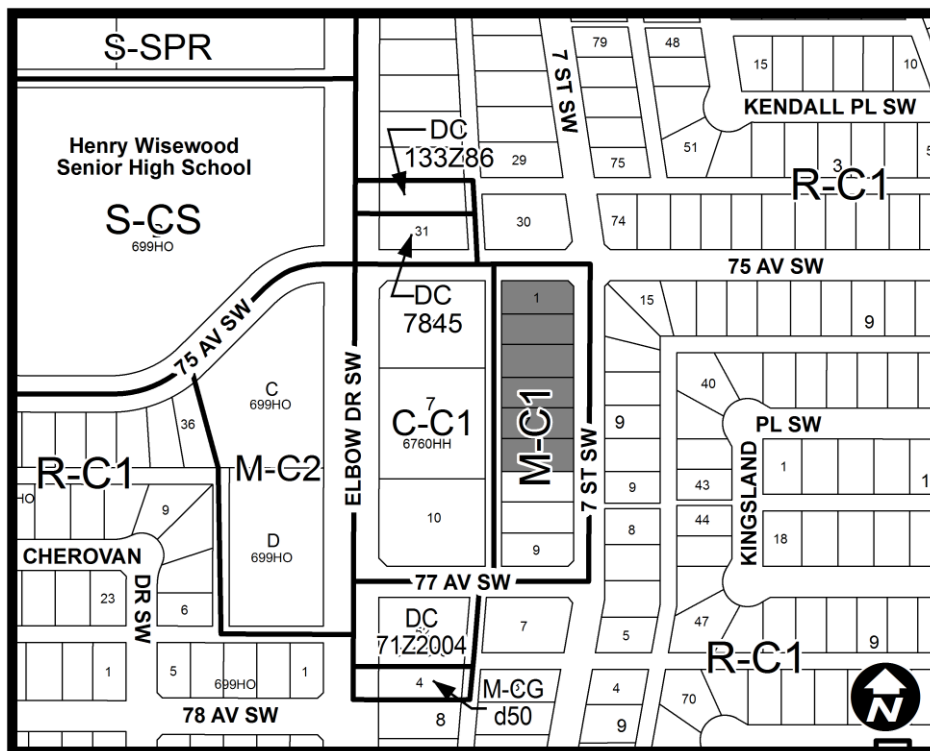 S-SPR
79
48
15
10
7 ST SW
KENDALL PL SW
Henry Wisewood
Senior High School
DC
133Z86
29
75
51
3
R-C1
S-CS
699HO
31
30
74
75 AV SW
DC
7845
1
15
9
75 AV SW
ELBOW DR SW
C
699HO
36
7
C-C1
6760HH
M-C1
7 ST SW
9
40
PL SW
KINGSLAND
1
1
R-C1
HO
M-C2
9
43
9
10
44
8
18
D
699HO
9
CHEROVAN
DR SW
23
6
77 AV SW
DC
71Z2004
7
5
47
9
R-C1
1
5
699HO
1
4
M-CG
d50
4
70
78 AV SW
8
9
N